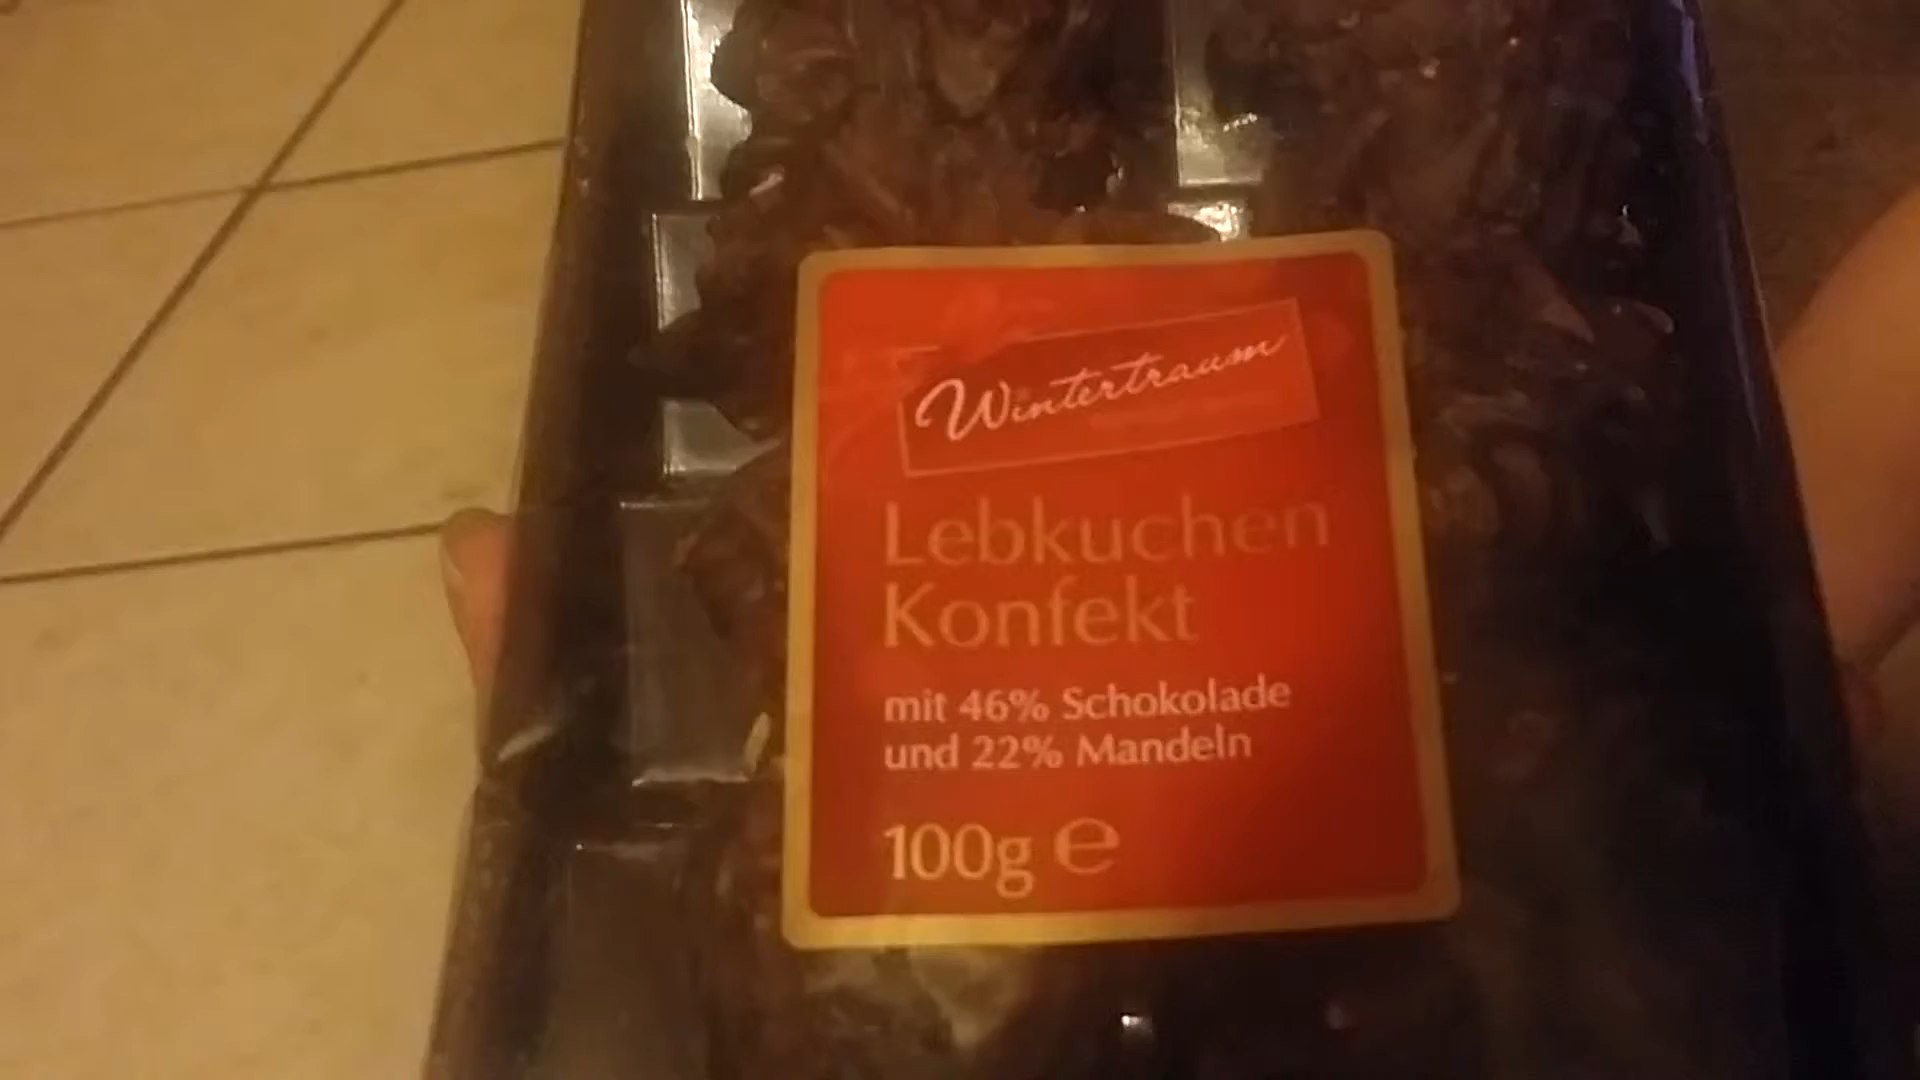 Wintertraum
Lebkuchen
Konfekt
mit 46% Schokolade
und 22% Mandeln
100g e